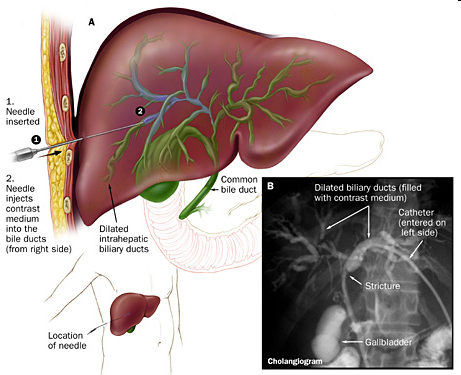 A
1.
Needle
inserted
1
2
2.
Needle
injects
contrast
medium
into
the
bile ducts
(from right side)
Dilated
intrahepatic
biliary ducts
Common
bile duct
Location
of needle
B
Dilated biliary ducts (filled
with contrast medium)
Catheter
(entered on
left side)
Stricture
Gallbladder
Cholangiogram